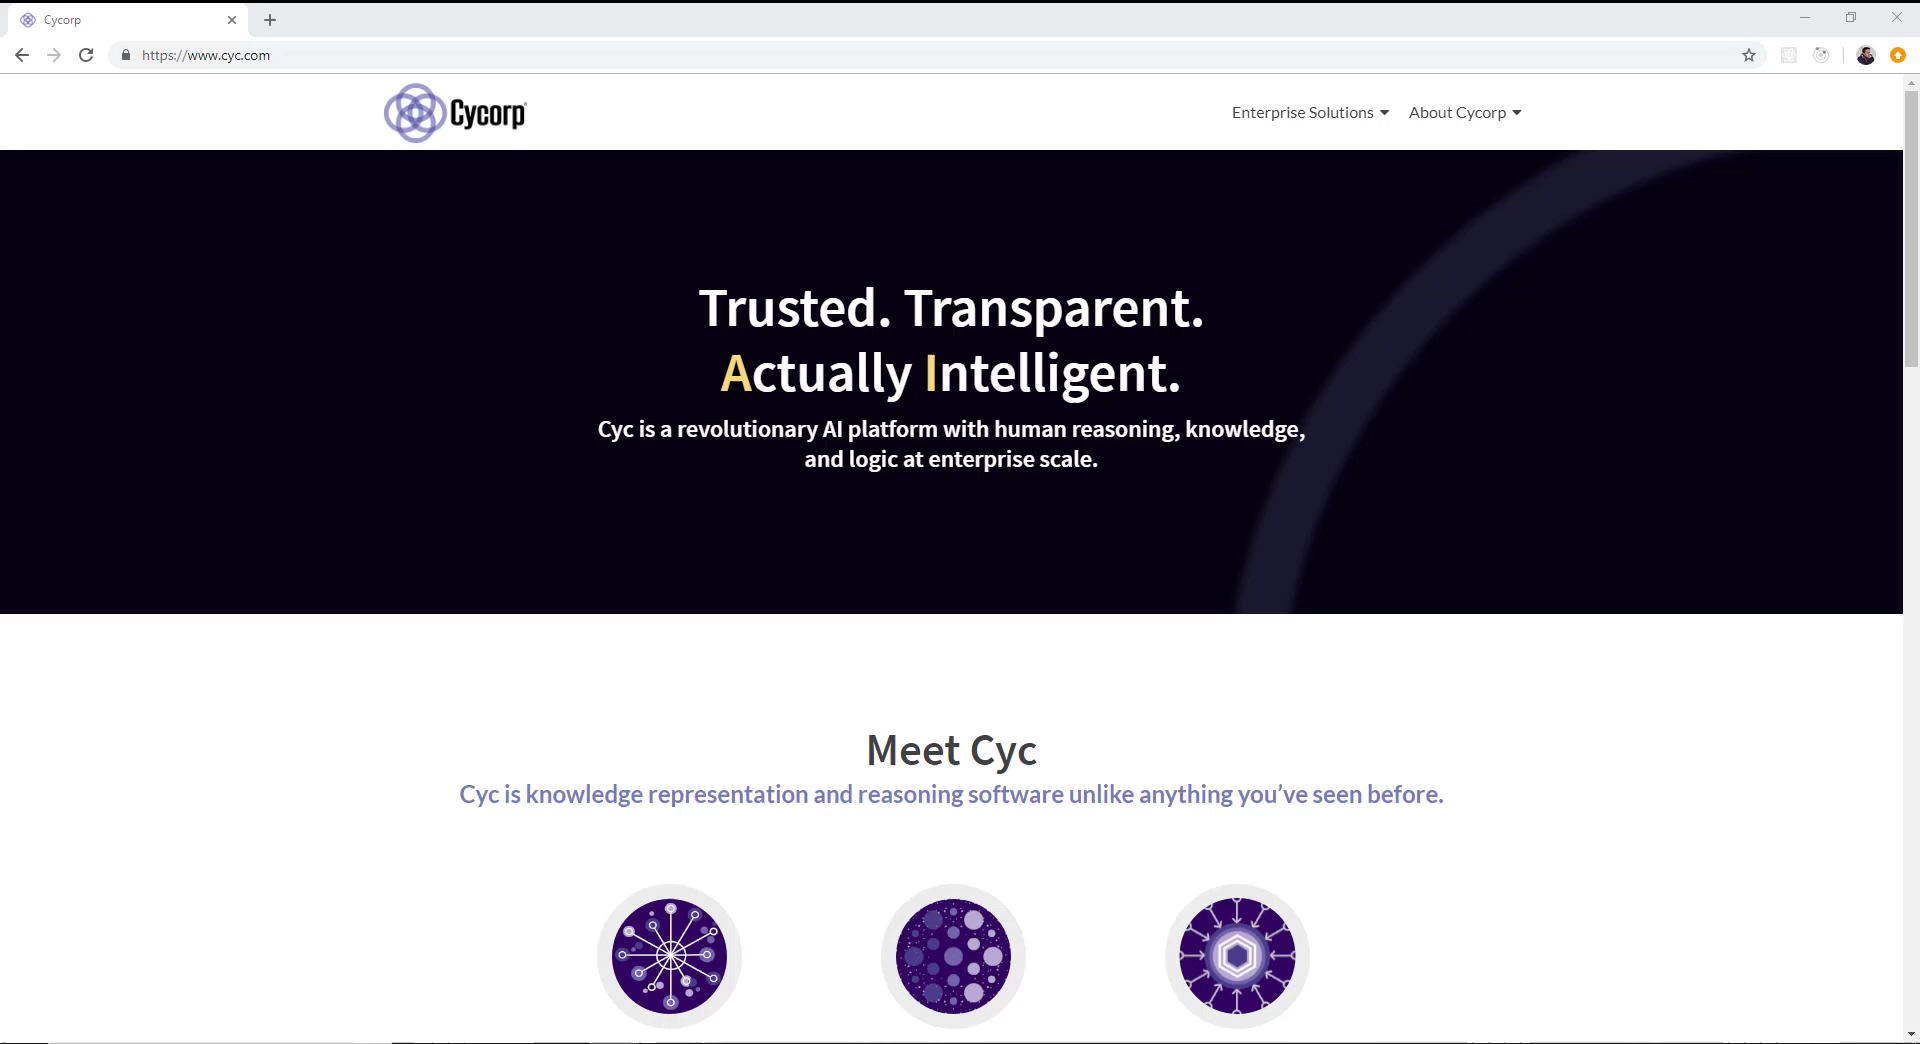 Cycorp
https://www.cyc.com
Cycorp
Enterprise Solutions
About Cycorp
Trusted. Transparent.
Actually Intelligent.
Cyc is a revolutionary AI platform with human reasoning, knowledge,
and logic at enterprise scale.
Meet Cyc
Cyc is knowledge representation and reasoning software unlike anything you’ve seen before.